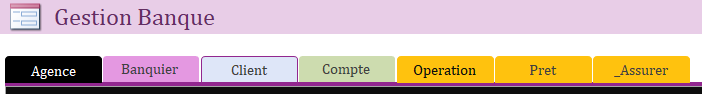 Gestion Banque
Agence Banquier Client Compte Operation Pret _Assurer